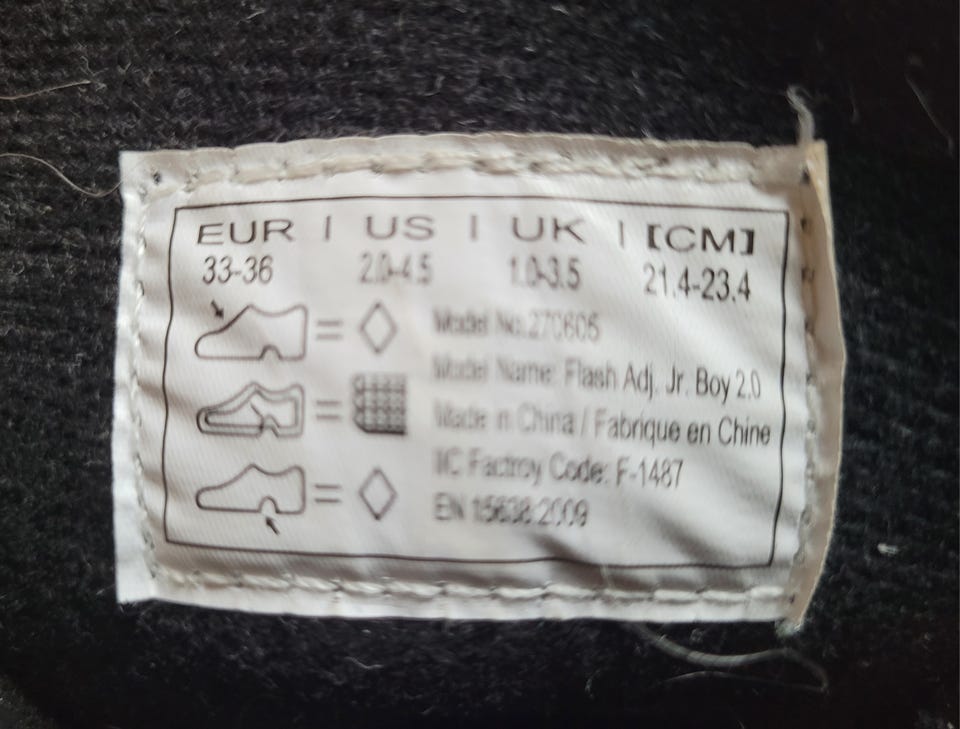 EUR | US | UK | [CM]
33-36 2.0-4.5 1.0-3.5 21.4-23.4
Model No: 270605
Model Name: Flash Adj. Jr. Boy 2.0
Made in China / Fabrique en Chine
IIC Factroy Code: F-1487
EN 15638:2009